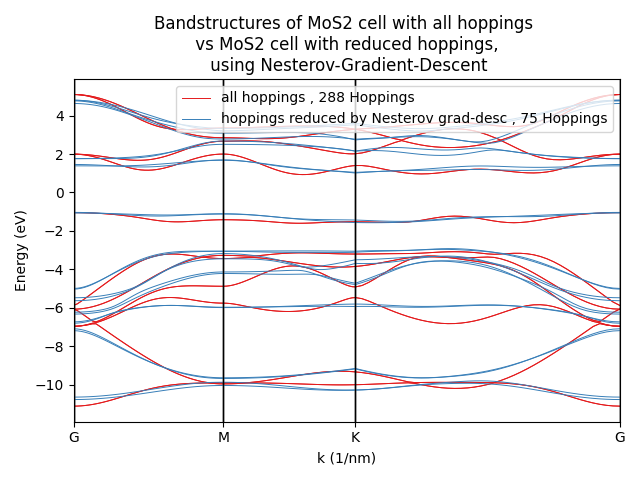 Bandstructures of MoS2 cell with all hoppings
vs MoS2 cell with reduced hoppings,
using Nesterov-Gradient-Descent
all hoppings , 288 Hoppings
hoppings reduced by Nesterov grad-desc , 75 Hoppings
Energy (eV)
4
2
0
−2
−4
−6
−8
−10
G
M
K
G
k (1/nm)